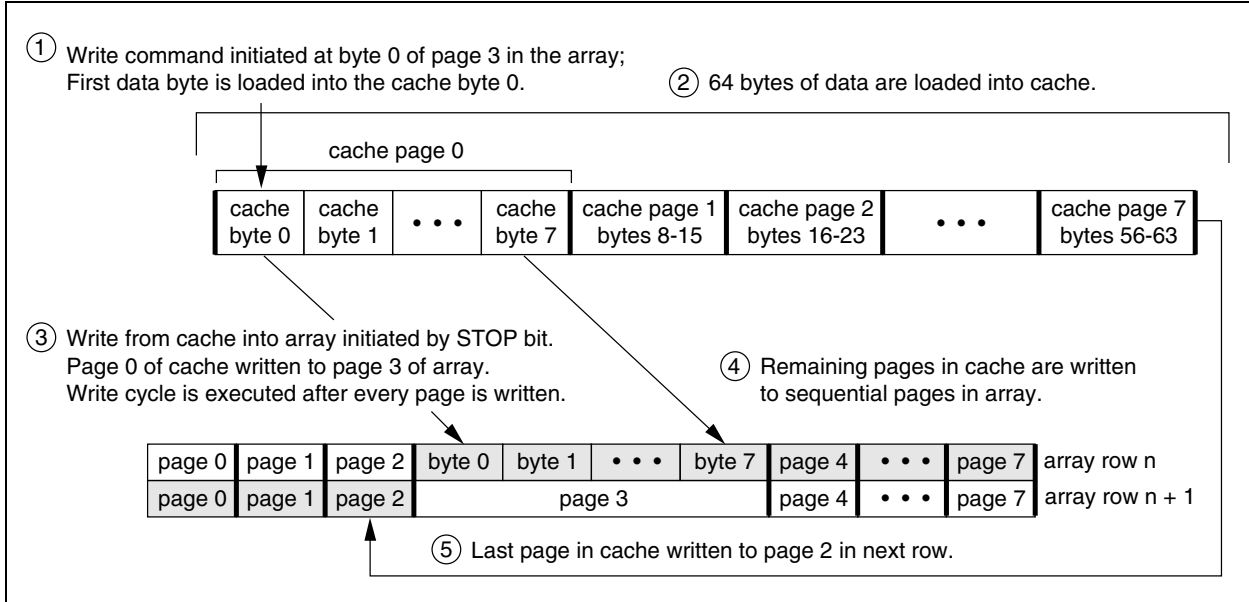 ① Write command initiated at byte 0 of page 3 in the array;
First data byte is loaded into the cache byte 0.
② 64 bytes of data are loaded into cache.
cache page 0
cache byte 0
cache byte 1
• • •
cache byte 7
cache page 1 bytes 8-15
cache page 2 bytes 16-23
• • •
cache page 7 bytes 56-63
③ Write from cache into array initiated by STOP bit.
Page 0 of cache written to page 3 of array.
Write cycle is executed after every page is written.
④ Remaining pages in cache are written
to sequential pages in array.
page 0 page 1 page 2 byte 0 byte 1 • • • byte 7 page 4 • • • page 7 array row n
page 0 page 1 page 2 page 3 page 4 • • • page 7 array row n + 1
⑤ Last page in cache written to page 2 in next row.